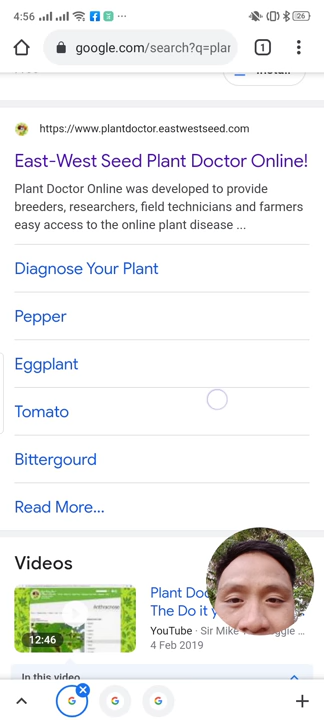 4:56
26
google.com/search?q=plar
1
Install
https://www.plantdoctor.eastwestseed.com
East-West Seed Plant Doctor Online!
Plant Doctor Online was developed to provide
breeders, researchers, field technicians and farmers
easy access to the online plant disease ...
Diagnose Your Plant
Pepper
Eggplant
Tomato
Bittergourd
Read More...
Videos
Anthracnose
12:46
Plant Doc
The Do it y
YouTube · Sir Mike
ggie ...
4 Feb 2019
In this video